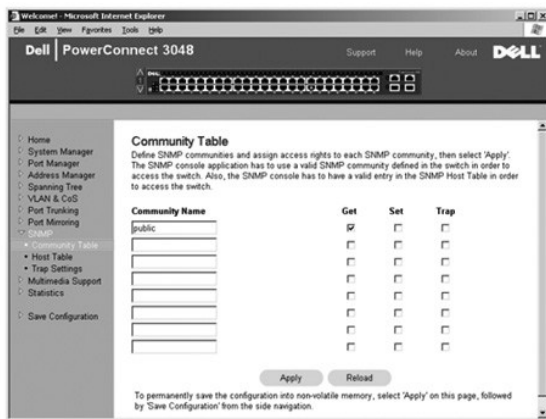 Welcome! - Microsoft Internet Explorer
File Edit View Favorites Tools Help
Dell | PowerConnect 3048
Support Help About DELL
Home
System Manager
Port Manager
Address Manager
Spanning Tree
VLAN & CoS
Port Trunking
Port Mirroring
SNMP
Community Table
Host Table
Trap Settings
Multimedia Support
Statistics
Save Configuration
Community Table
Define SNMP communities and assign access rights to each SNMP community, then select 'Apply'.
The SNMP console application has to use a valid SNMP community defined in the switch in order to
access the switch. Also, the SNMP console has to have a valid entry in the SNMP Host Table in order
to access the switch.
Community Name Get Set Trap
public
Apply Reload
To permanently save the configuration into non-volatile memory, select 'Apply' on this page, followed
by 'Save Configuration' from the side navigation.